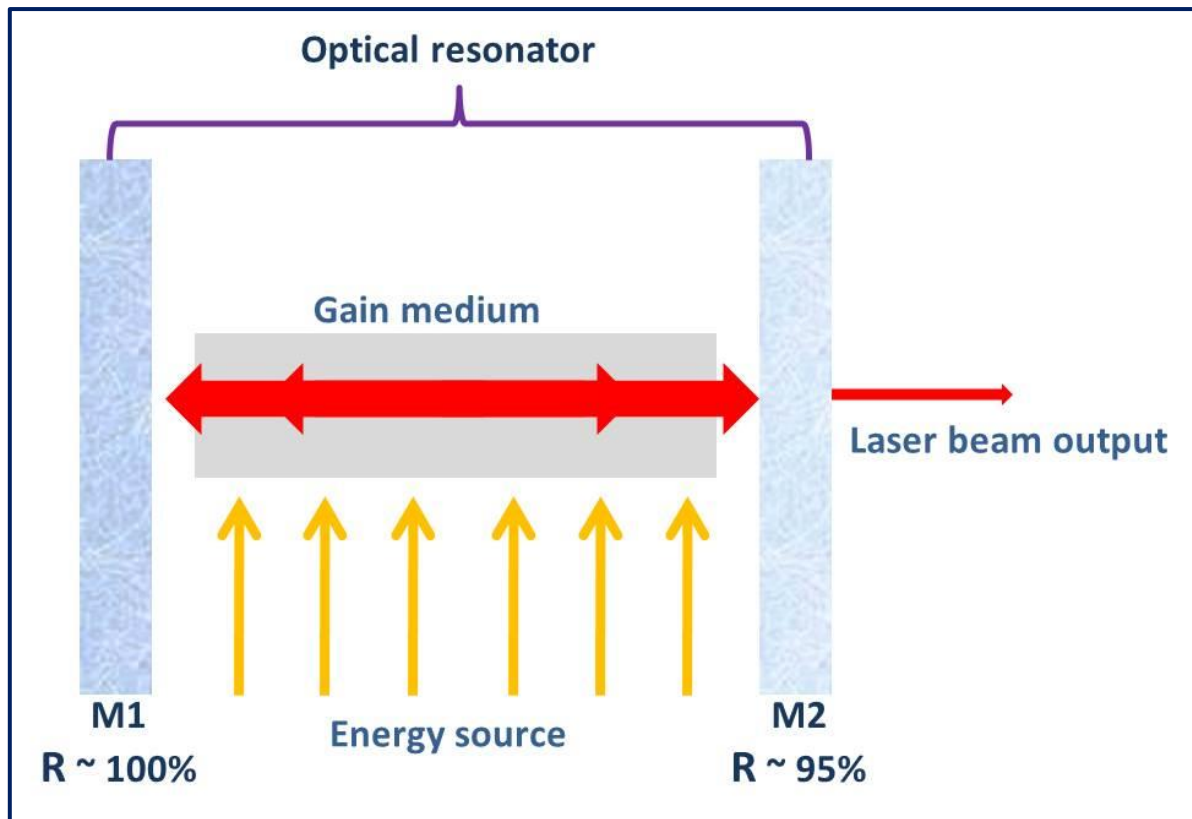 Optical resonator
Gain medium
Laser beam output
Energy source
M1
R ~ 100%
M2
R ~ 95%